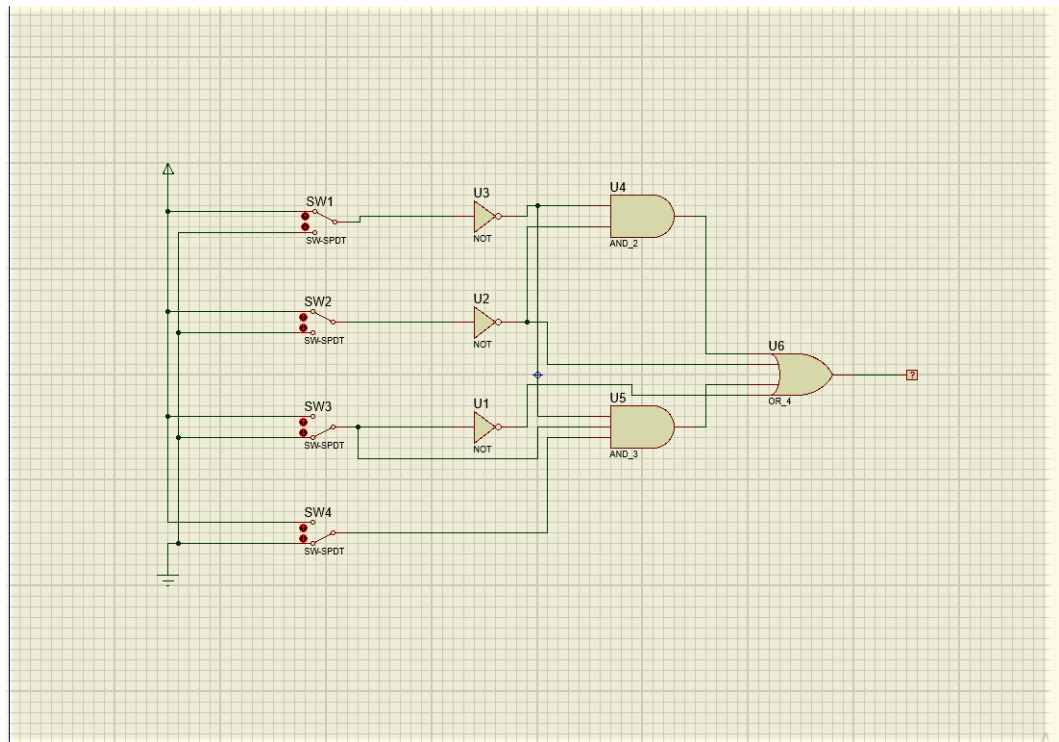 U4
U3
SW1
SW-SPDT
NOT
AND_2
SW2
U2
SW-SPDT
NOT
U6
?
U5
OR_4
SW3
U1
SW-SPDT
NOT
AND_3
SW4
SW-SPDT